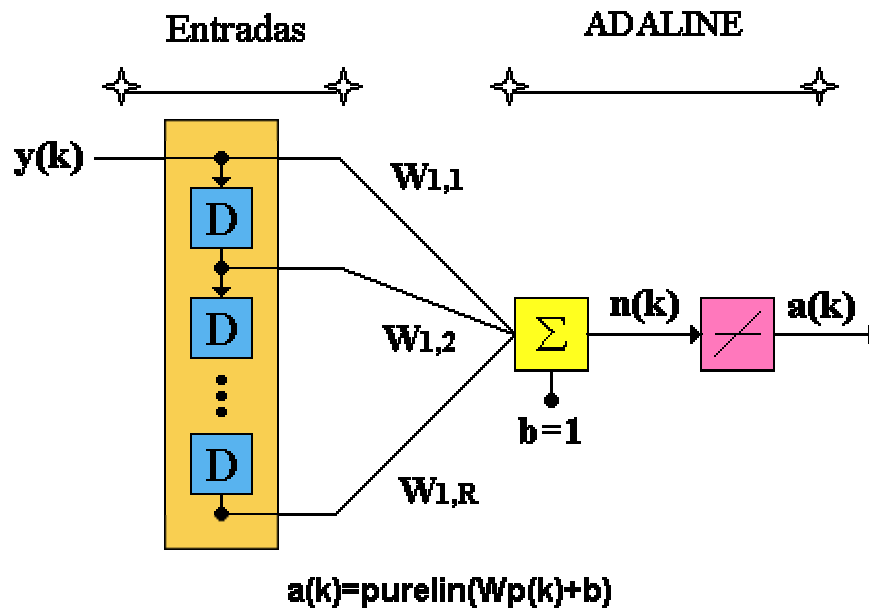 Entradas
ADALINE
y(k)
W1,1
D
D
W1,2
Σ
n(k)
a(k)
b=1
D
W1,R
a(k)=purelin(Wp(k)+b)